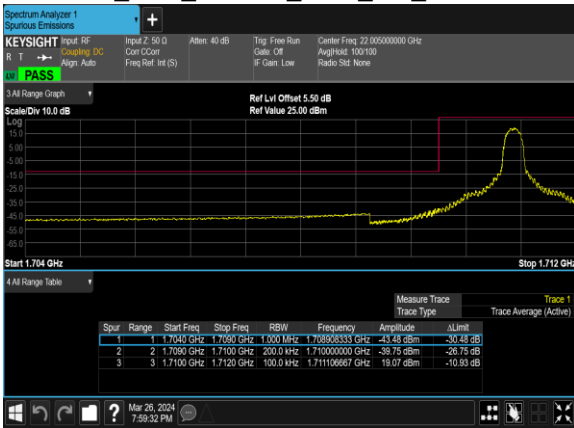 Spectrum Analyzer 1
Spurious Emissions
KEYSIGHT Input: RF Input Z: 50 Ω Atten: 40 dB Trig: Free Run Center Freq: 22.005000000 GHz
R T Coupling: DC Corr CCorr Gate: Off Avg|Hold: 100/100
Align: Auto Freq Ref: Int (S) IF Gain: Low Radio Std: None
PASS
3 All Range Graph
Ref Lvl Offset 5.50 dB
Scale/Div 10.0 dB Ref Value 25.00 dBm
Log
15.0
5.00
-5.00
-15.0
-25.0
-35.0
-45.0
-55.0
-65.0
Start 1.704 GHz Stop 1.712 GHz
4 All Range Table
Measure Trace Trace 1
Trace Type Trace Average (Active)
Spur Range Start Freq Stop Freq RBW Frequency Amplitude ΔLimit
1 1 1.7040 GHz 1.7090 GHz 1.000 MHz 1.708908333 GHz -43.48 dBm -30.48 dB
2 2 1.7090 GHz 1.7100 GHz 200.0 kHz 1.710000000 GHz -39.75 dBm -26.75 dB
3 3 1.7100 GHz 1.7120 GHz 100.0 kHz 1.711106667 GHz 19.07 dBm -10.93 dB
? Mar 26, 2024
7:59:32 PM